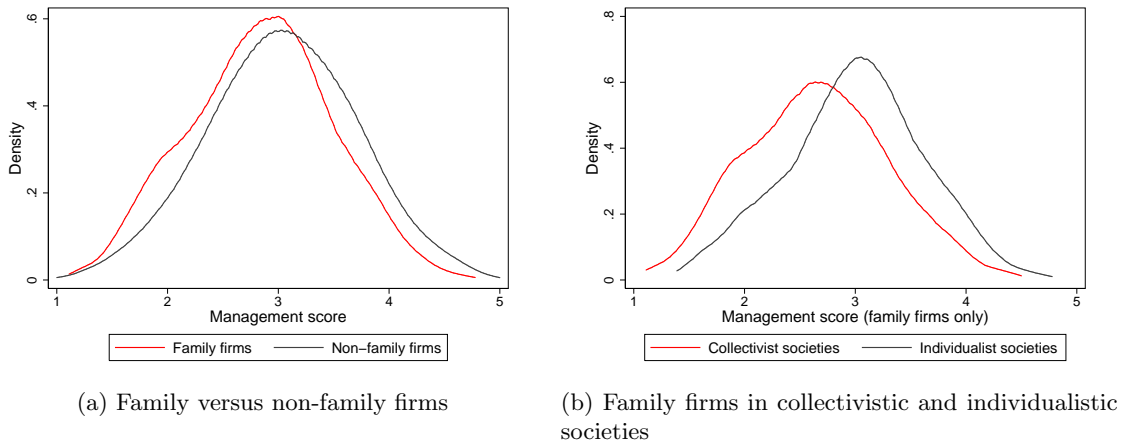 .6
.4
.2
0
Density
1 2 3 4 5
Management score
Family firms Non−family firms
(a) Family versus non-family firms
.8
.6
.4
.2
0
Density
1 2 3 4 5
Management score (family firms only)
Collectivist societies Individualist societies
(b) Family firms in collectivistic and individualistic
societies